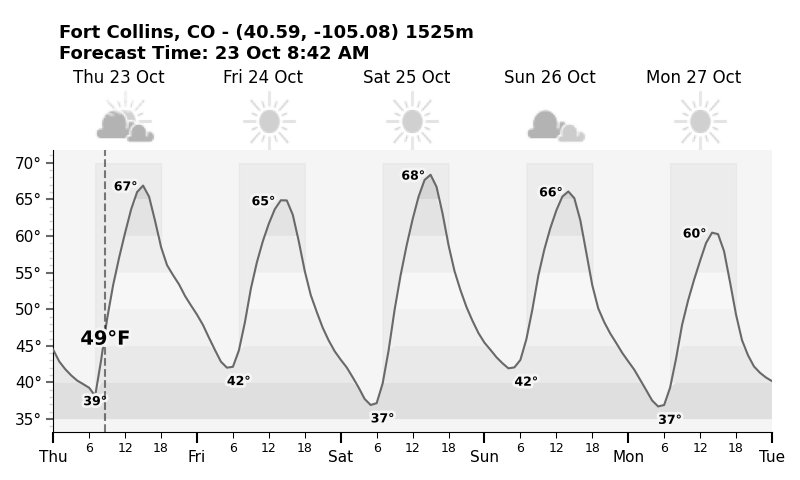 Fort Collins, CO - (40.59, -105.08) 1525m
Forecast Time: 23 Oct 8:42 AM
Thu 23 Oct Fri 24 Oct Sat 25 Oct Sun 26 Oct Mon 27 Oct
70°
68°
67°
66°
65° 65°
60° 60°
55°
50°
49°F
45°
42° 42°
40°
39°
37° 37°
35°
6 12 18 6 12 18 6 12 18 6 12 18 6 12 18
Thu Fri Sat Sun Mon Tue